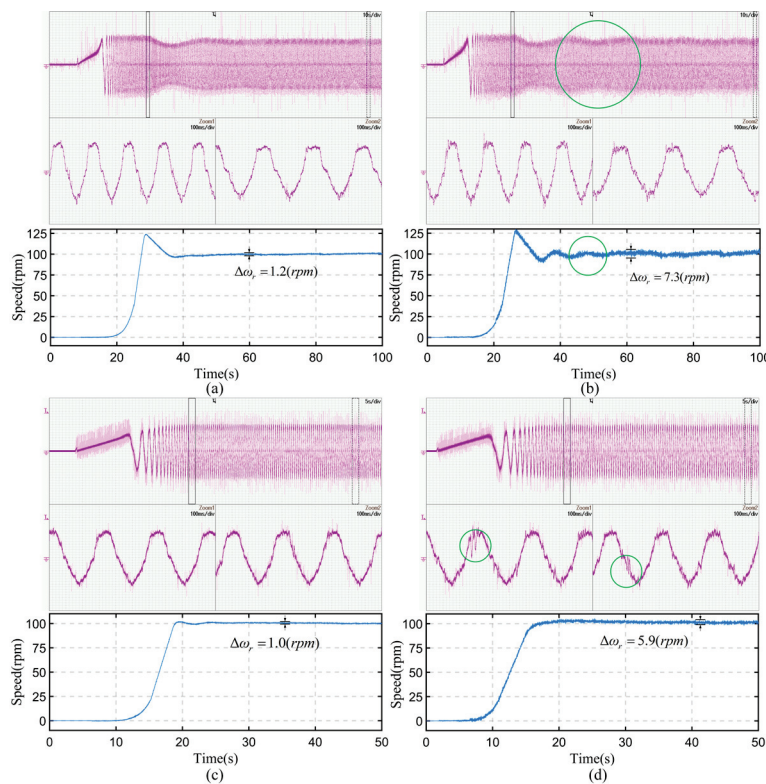 10s/div
Zoom1
100ms/div
Zoom2
100ms/div
Speed(rpm)
125
100
75
50
25
0
Δωr = 1.2(rpm)
0 20 40 60 80 100
Time(s)
(a)
10s/div
Zoom1
100ms/div
Zoom2
100ms/div
Speed(rpm)
125
100
75
50
25
0
Δωr = 7.3(rpm)
0 20 40 60 80 100
Time(s)
(b)
5s/div
Zoom1
100ms/div
Zoom2
100ms/div
Speed(rpm)
100
75
50
25
0
Δωr = 1.0(rpm)
0 10 20 30 40 50
Time(s)
(c)
5s/div
Zoom1
100ms/div
Zoom2
100ms/div
Speed(rpm)
100
75
50
25
0
Δωr = 5.9(rpm)
0 10 20 30 40 50
Time(s)
(d)